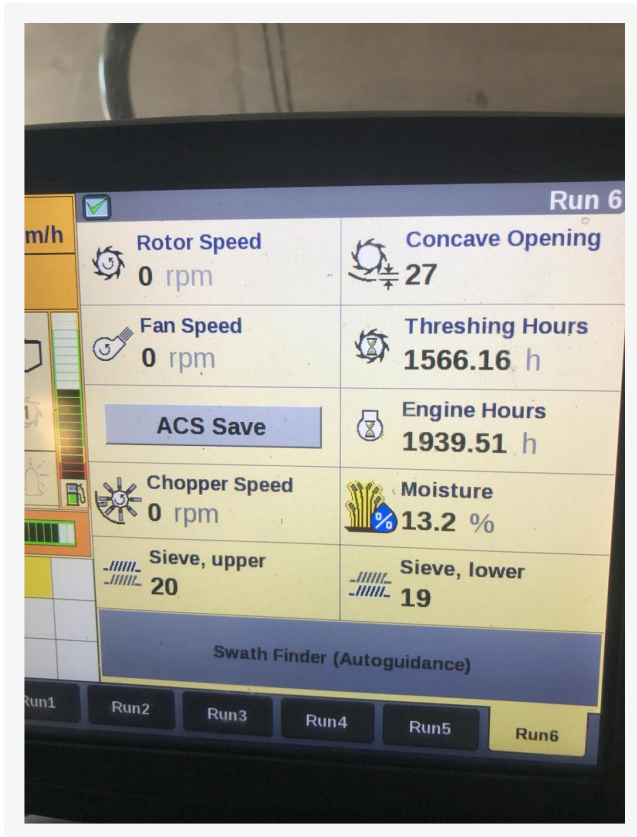 Run 6
m/h
Rotor Speed
0 rpm
Concave Opening
27
Fan Speed
0 rpm
Threshing Hours
1566.16 h
ACS Save
Engine Hours
1939.51 h
Chopper Speed
0 rpm
Moisture
% 13.2 %
Sieve, upper
20
Sieve, lower
19
Swath Finder (Autoguidance)
Run1 Run2 Run3 Run4 Run5 Run6